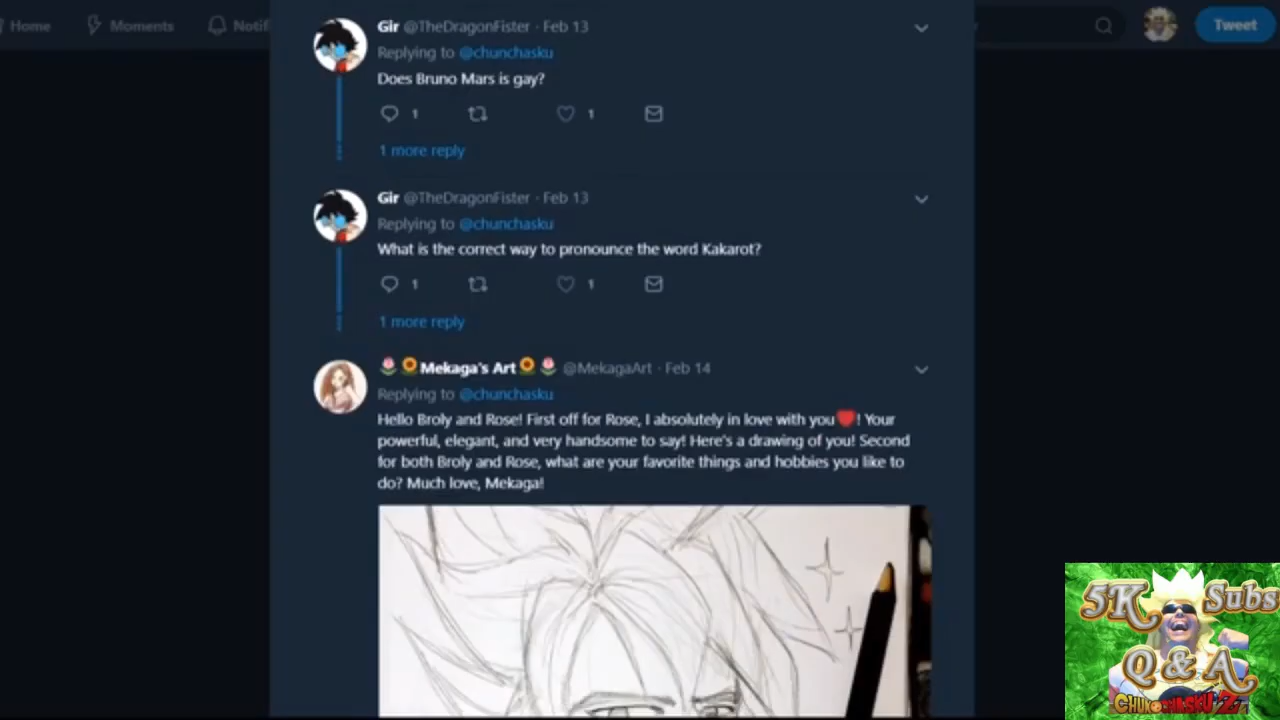 Home Moments Notif Tweet
Gir @TheDragonFister · Feb 13
Replying to @chunchasku
Does Bruno Mars is gay?
1 1
1 more reply
Gir @TheDragonFister · Feb 13
Replying to @chunchasku
What is the correct way to pronounce the word Kakarot?
1 1
1 more reply
🌷🌻Mekaga's Art🌻🌷 @MekagaArt · Feb 14
Replying to @chunchasku
Hello Broly and Rose! First off for Rose, I absolutely in love with you❤! Your
powerful, elegant, and very handsome to say! Here's a drawing of you! Second
for both Broly and Rose, what are your favorite things and hobbies you like to
do? Much love, Mekaga!
5K Subs
Q & A